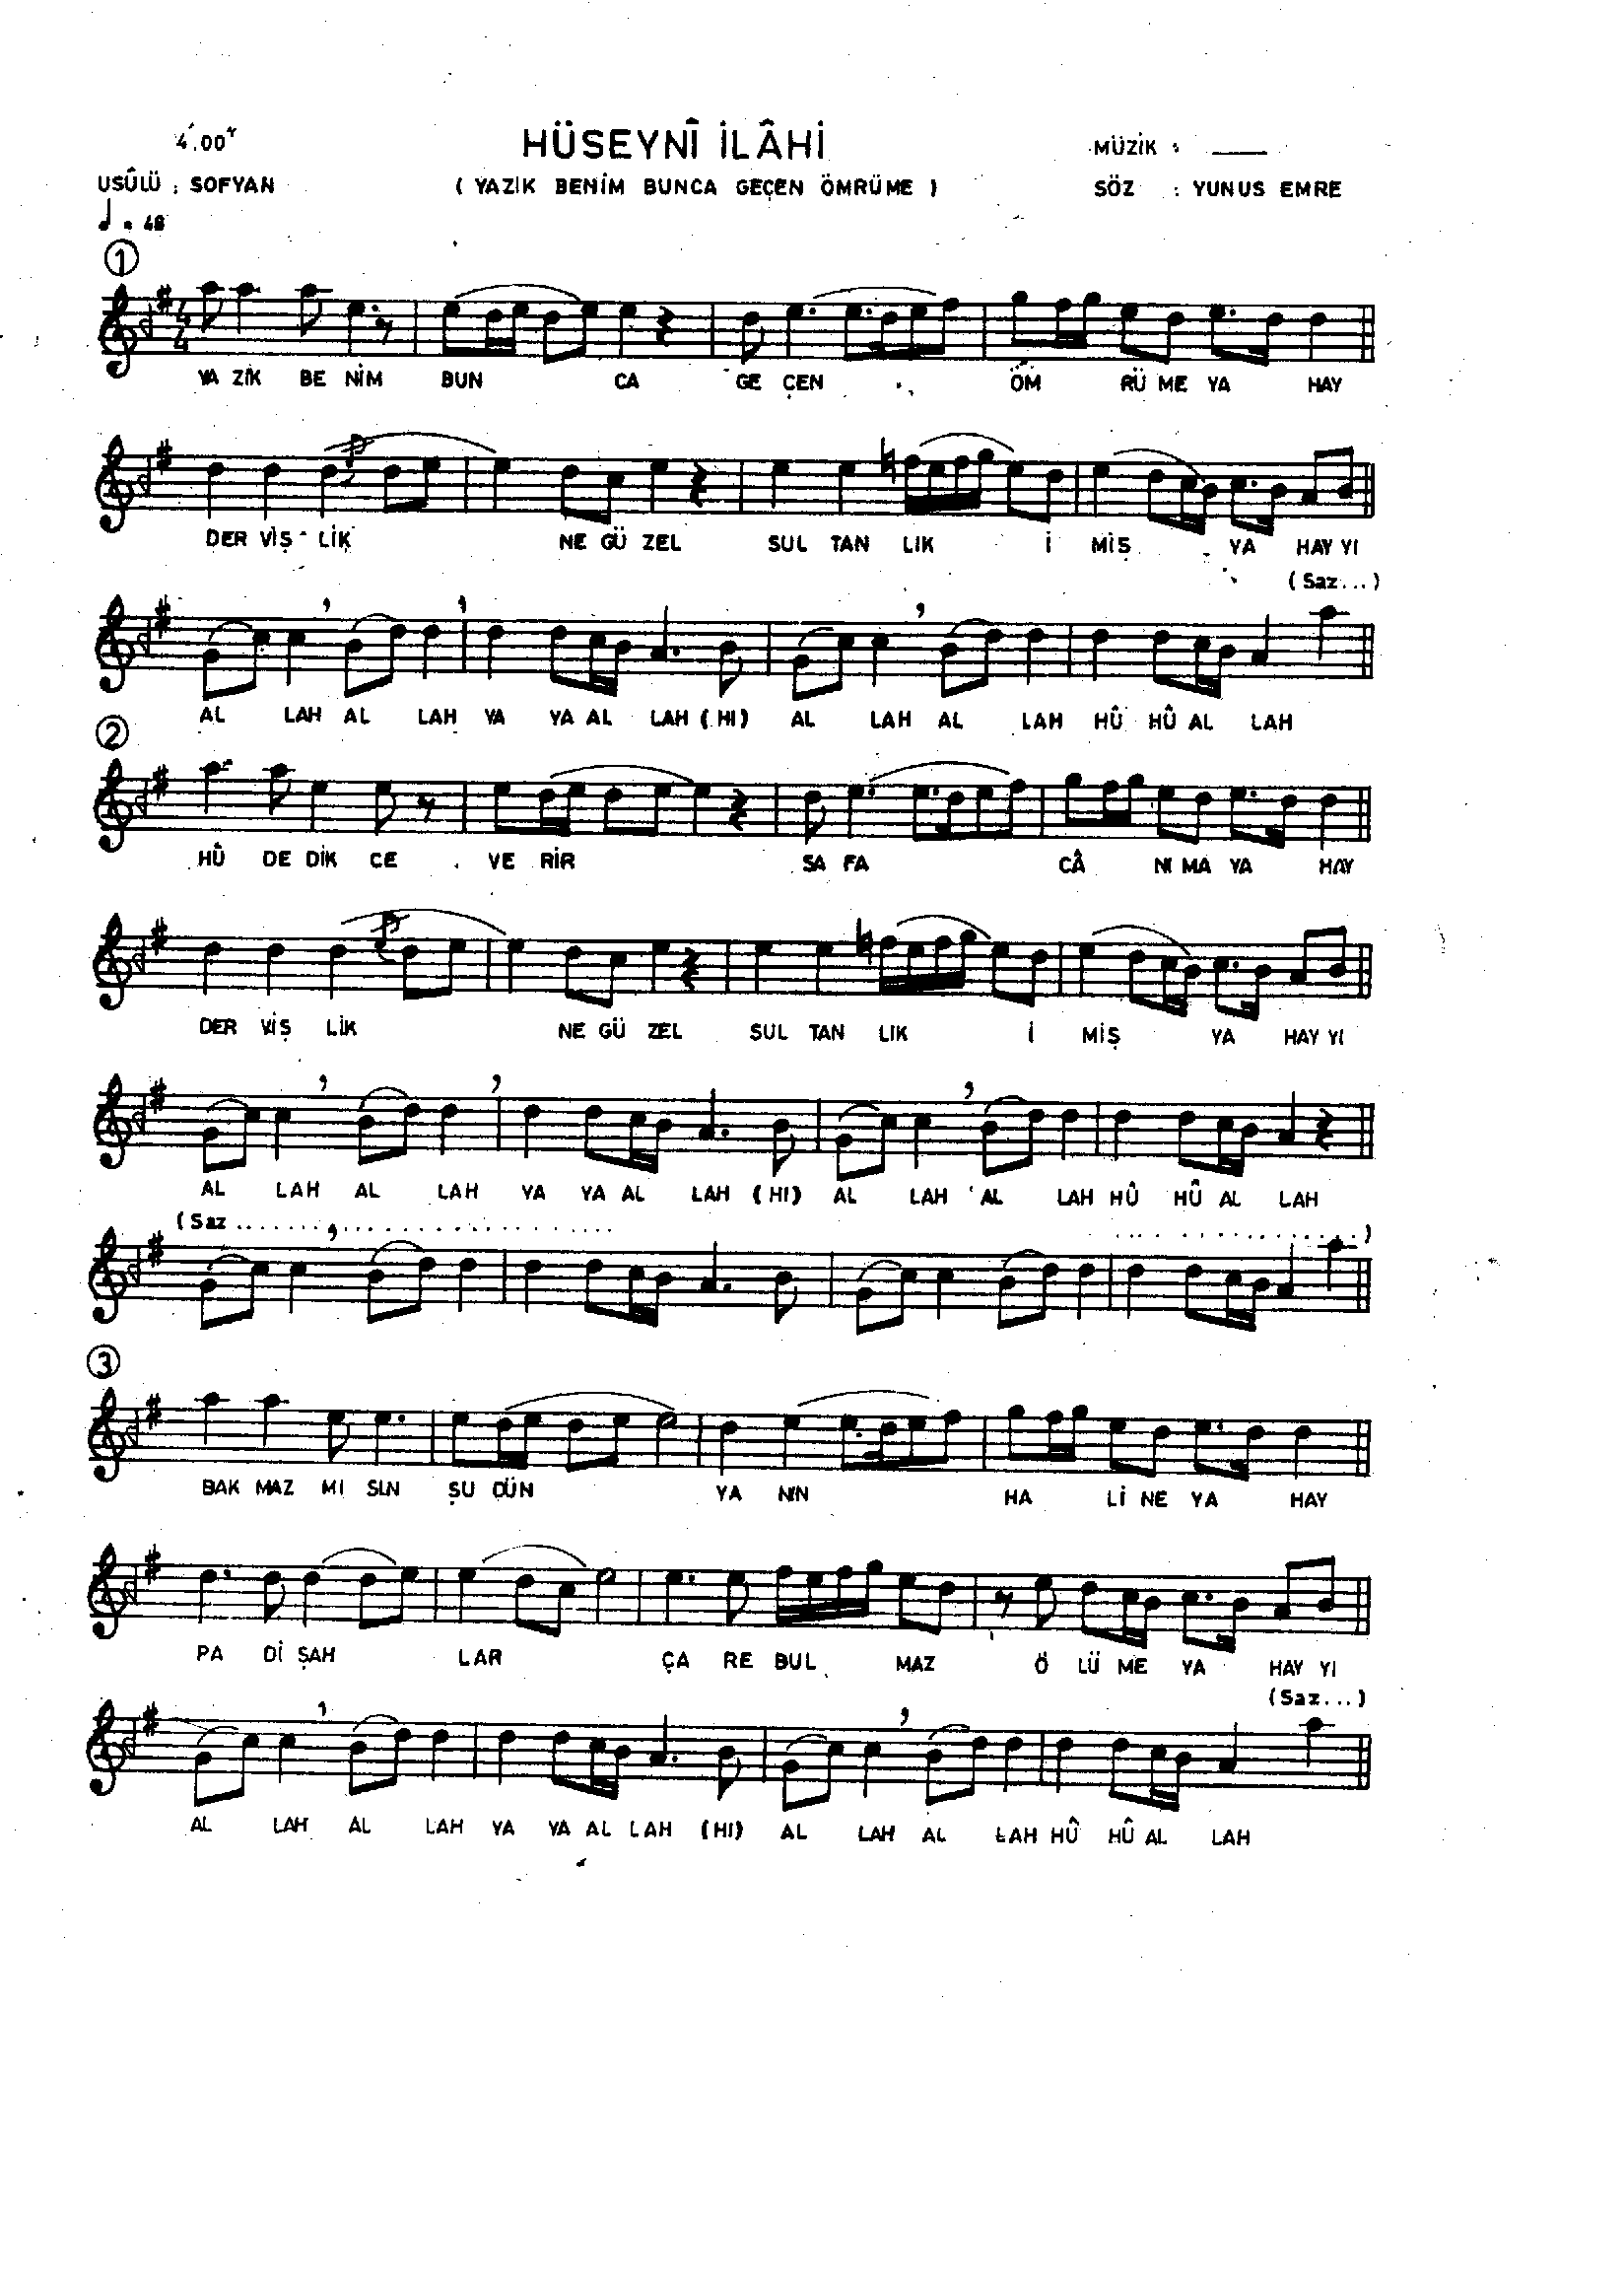 4'.00"
HÜSEYNÎ İLÂHİ
MÜZİK :
USÛLÜ : SOFYAN
( YAZİK BENİM BUNCA GEÇEN ÖMRÜME )
SÖZ : YUNUS EMRE
= 48
1
4
4
YA ZİK BE NİM BUN CA GE ÇEN ÖM RÜ ME YA HAY
DER VİŞ LİK NE GÜ ZEL SUL TAN LIK İ MİŞ YA HAY YI
(Saz...)
AL LAH AL LAH YA YA AL LAH (HI) AL LAH AL LAH HÛ HÛ AL LAH
2
HÛ DE DİK CE VE RİR SA FA CÂ NI MA YA HAY
DER VİŞ LİK NE GÜ ZEL SUL TAN LIK İ MİŞ YA HAY YI
AL LAH AL LAH YA YA AL LAH (HI) AL LAH AL LAH HÛ HÛ AL LAH
(Saz ...................................................)
3
BAK MAZ MI SIN ŞU DÜN YA NIN HA Lİ NE YA HAY
PA Dİ ŞAH LAR ÇA RE BUL MAZ Ö LÜ ME YA HAY YI
(Saz...)
AL LAH AL LAH YA YA AL LAH (HI) AL LAH AL LAH HÛ HÛ AL LAH